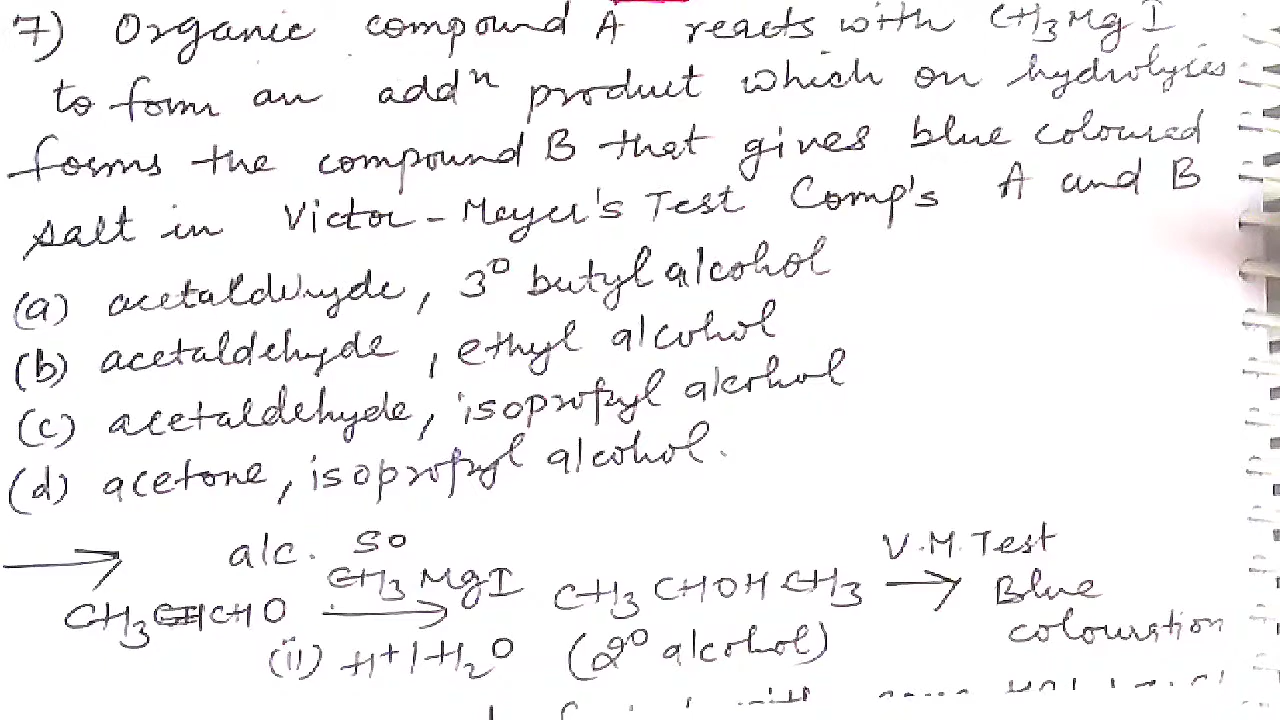 7) Organic compound A reacts with CH3MgI
to form an addⁿ product which on hydrolysis
forms the compound B that gives blue coloured
salt in Victor-Meyer's Test Comp's A and B
(a) acetaldehyde, 3⁰ butyl alcohol
(b) acetaldehyde, ethyl alcohol
(c) acetaldehyde, isopropyl alcohol
(d) acetone, isopropyl alcohol.
→ alc. SO
CH3CHO CH3MgI → CH3CHOHCH3 V.M. Test → Blue colouration
(ii) H+/H2O (2⁰ alcohol)